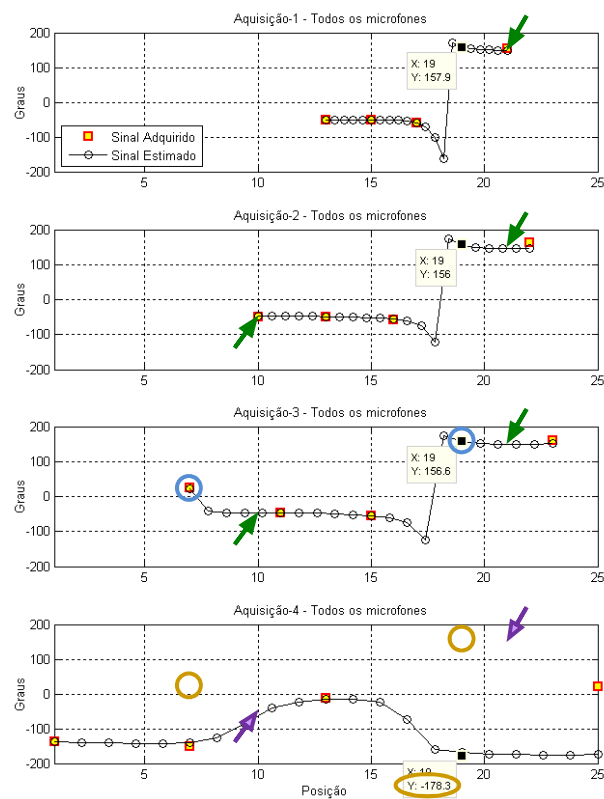 Aquisição-1 - Todos os microfones
200
100
0
-100
-200
Graus
X: 19
Y: 157.9
Sinal Adquirido
Sinal Estimado
10
15
20
25
Aquisição-2 - Todos os microfones
200
100
0
-100
-200
Graus
X: 19
Y: 156
5
10
15
20
25
Aquisição-3 - Todos os microfones
200
100
0
-100
-200
Graus
X: 19
Y: 156.6
5
10
15
20
25
Aquisição-4 - Todos os microfones
200
100
0
-100
-200
Graus
X: 19
Y: -178.3
5
10
15
20
25
Posição